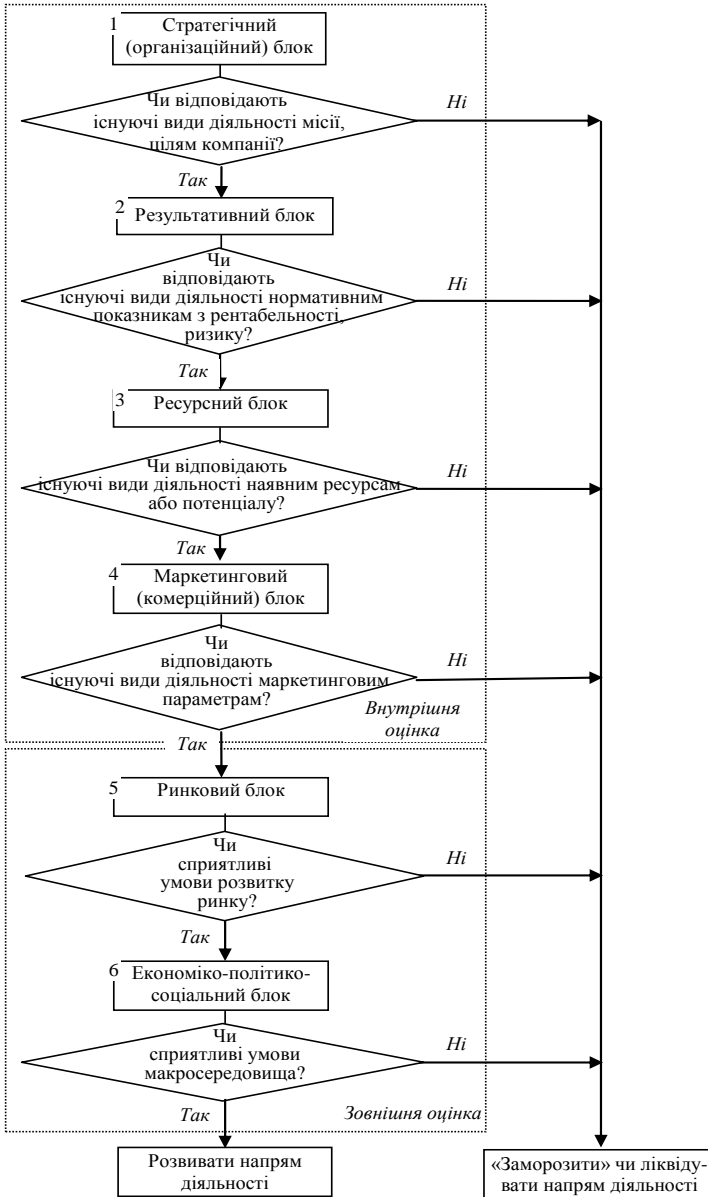 1
Стратегічний
(організаційний) блок
Чи відповідають
існуючі види діяльності місії,
цілям компанії?
Ні
Так
2
Результативний блок
Чи
відповідають
існуючі види діяльності нормативним
показникам з рентабельності,
ризику?
Ні
Так
3
Ресурсний блок
Чи відповідають
існуючі види діяльності наявним ресурсам
або потенціалу?
Ні
Так
4
Маркетинговий
(комерційний) блок
Чи
відповідають
існуючі види діяльності маркетинговим
параметрам?
Ні
Внутрішня
оцінка
Так
5
Ринковий блок
Чи
сприятливі
умови розвитку
ринку?
Ні
Так
6
Економіко-політико-
соціальний блок
Чи
сприятливі умови
макросередовища?
Ні
Так
Зовнішня оцінка
Розвивати напрям
діяльності
«Заморозити» чи ліквіду-
вати напрям діяльності